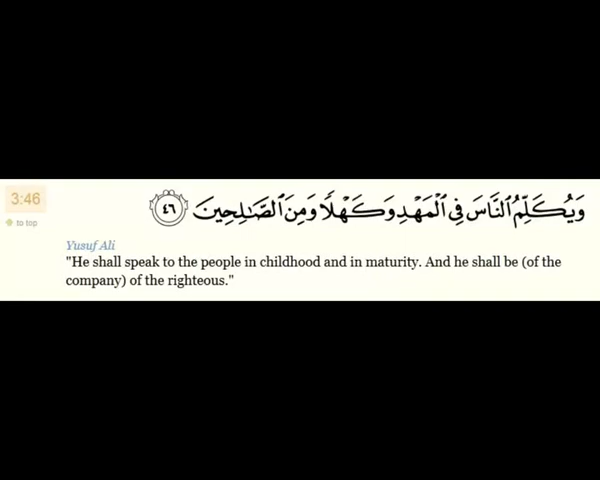 3:46
وَيُكَلِّمُ ٱلنَّاسَ فِى ٱلْمَهْدِ وَكَهْلًا وَمِنَ ٱلصَّـٰلِحِينَ ٤٦
to top
Yusuf Ali
"He shall speak to the people in childhood and in maturity. And he shall be (of the
company) of the righteous."